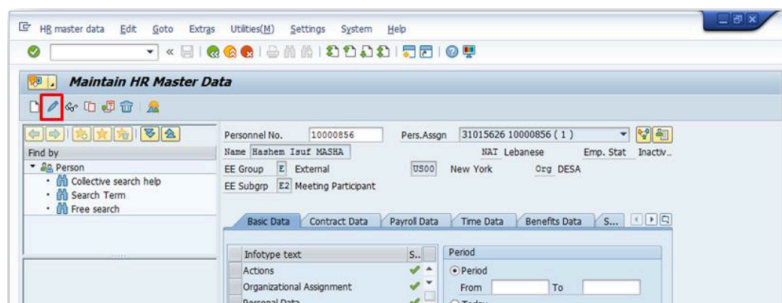 HR master data Edit Goto Extras Utilities(M) Settings System Help
Maintain HR Master Data
Find by
Person
Collective search help
Search Term
Free search
Personnel No. 10000856 Pers.Assgn 31015626 10000856 ( 1 )
Name Hashem Isuf MASHA NAT Lebanese Emp. Stat Inactiv..
EE Group E External US00 New York Org DESA
EE Subgrp E2 Meeting Participant
Basic Data Contract Data Payroll Data Time Data Benefits Data S...
Infotype text S..
Actions
Organizational Assignment
Personal Data
Period
Period
From To
Today